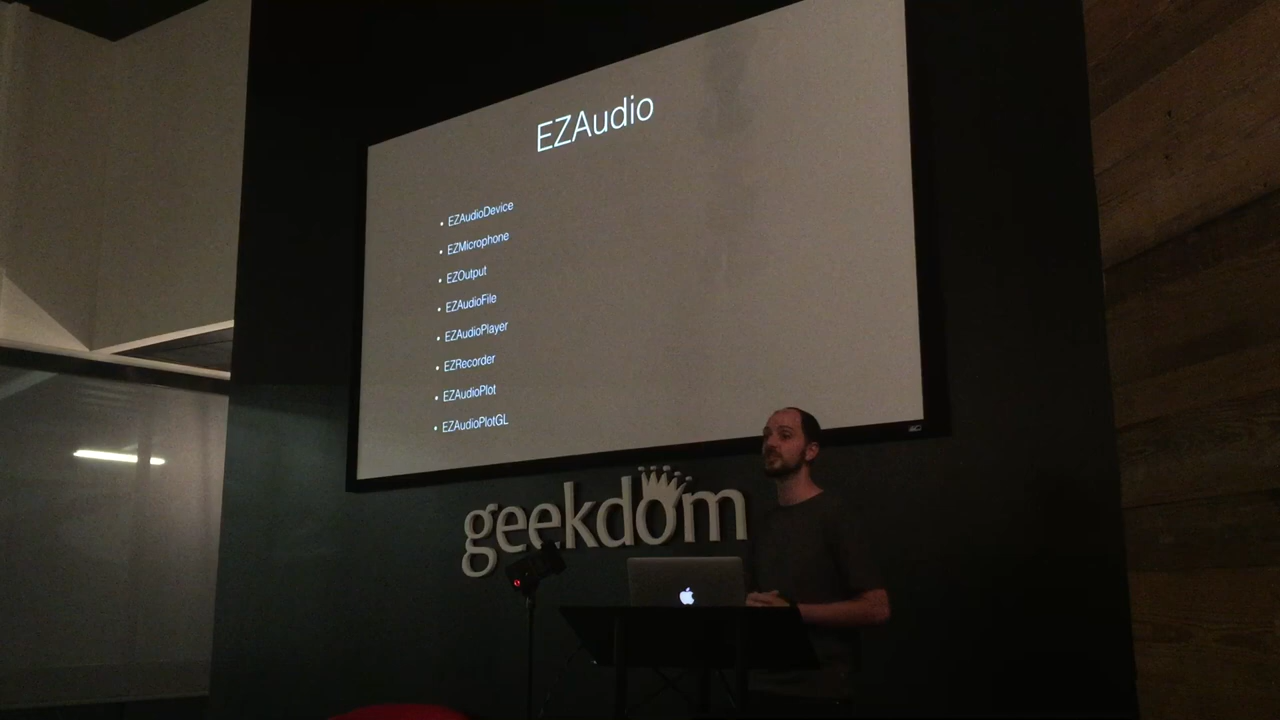 EZAudio
• EZAudioDevice
• EZMicrophone
• EZOutput
• EZAudioFile
• EZAudioPlayer
• EZRecorder
• EZAudioPlot
• EZAudioPlotGL
geekdom